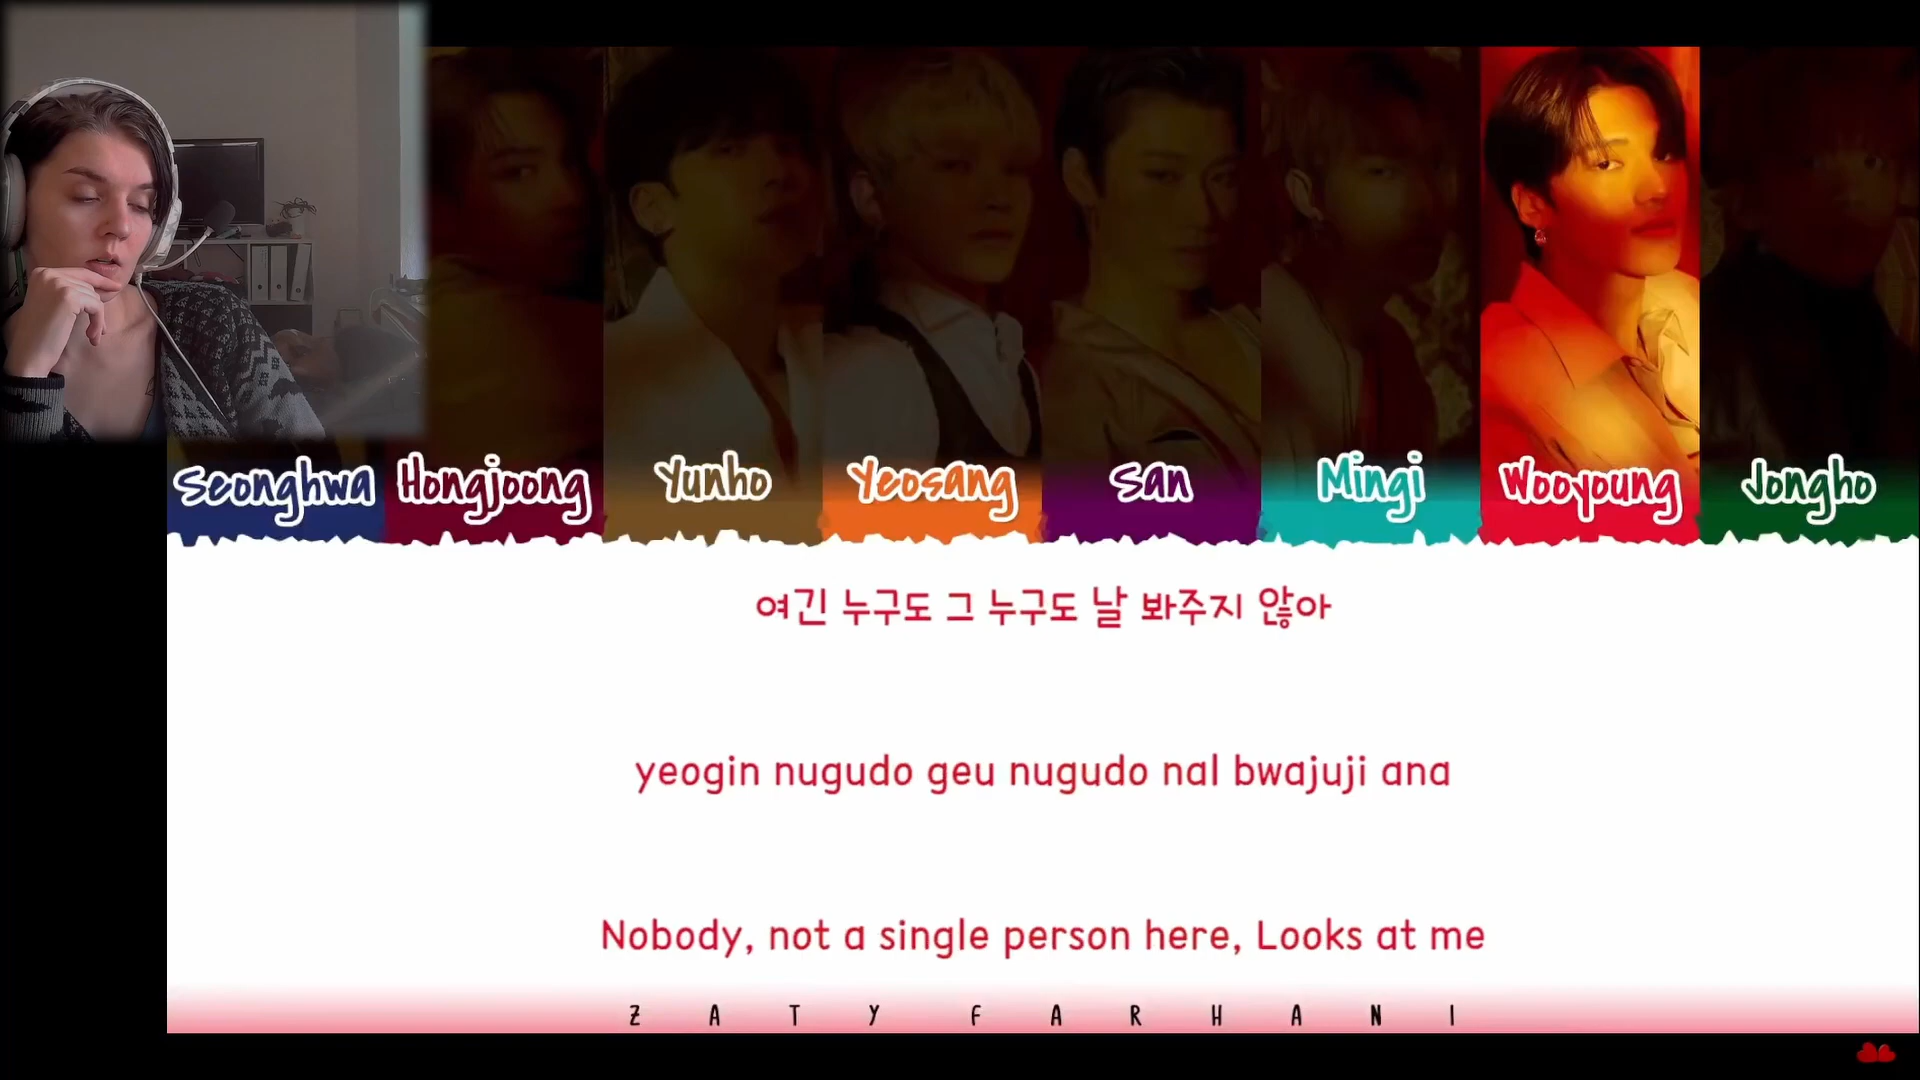 Seonghwa Hongjoong Yunho Yeosang San Mingi Wooyoung Jongho
여긴 누구도 그 누구도 날 봐주지 않아
yeogin nugudo geu nugudo nal bwajuji ana
Nobody, not a single person here, Looks at me
ZATY FARHANI